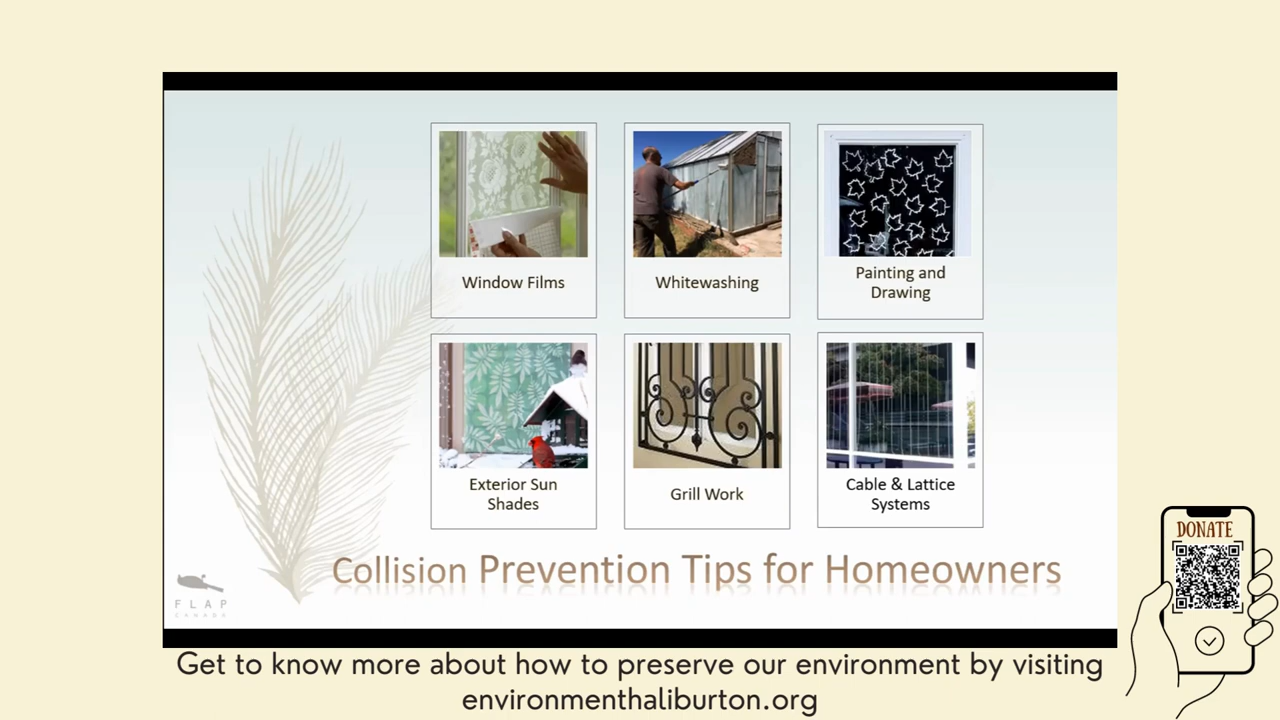 Window Films
Whitewashing
Painting and
Drawing
Exterior Sun
Shades
Grill Work
Cable & Lattice
Systems
Collision Prevention Tips for Homeowners
FLAP
CANADA
DONATE
Get to know more about how to preserve our environment by visiting
environmenthaliburton.org